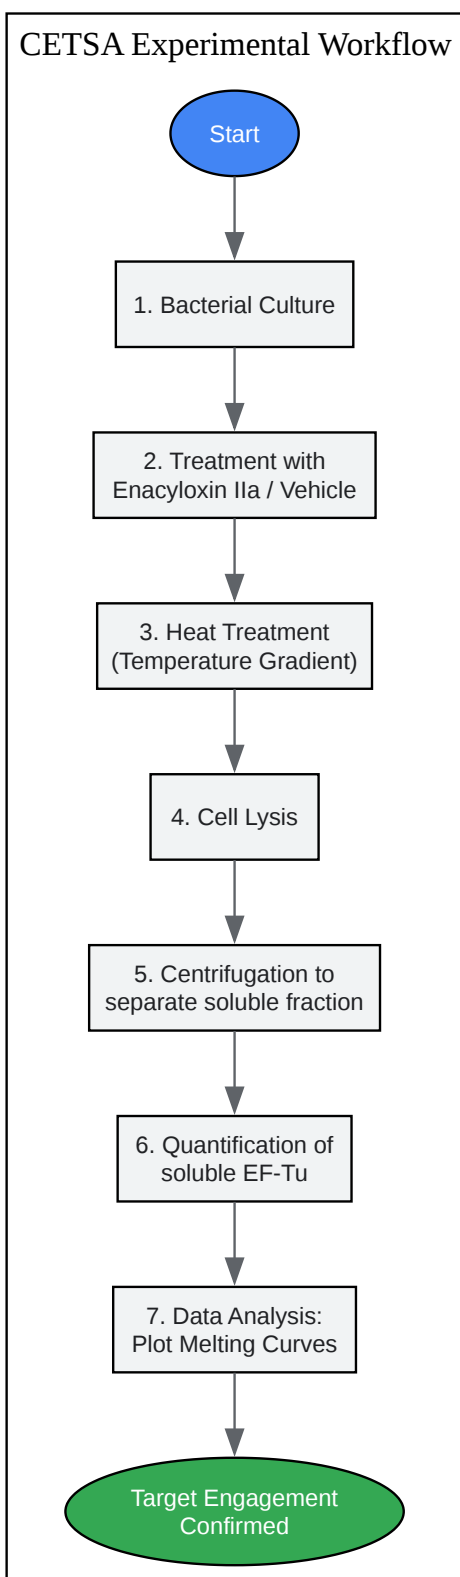 CETSA Experimental Workflow
Start
1. Bacterial Culture
2. Treatment with
Enacyloxin IIa / Vehicle
3. Heat Treatment
(Temperature Gradient)
4. Cell Lysis
5. Centrifugation to
separate soluble fraction
6. Quantification of
soluble EF-Tu
7. Data Analysis:
Plot Melting Curves
Target Engagement
Confirmed